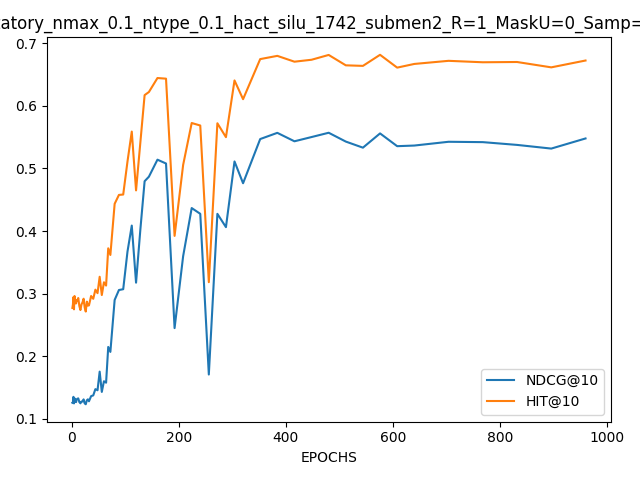 atory_nmax_0.1_ntype_0.1_hact_silu_1742_submen2_R=1_MaskU=0_Samp=
0.7
0.6
0.5
0.4
0.3
0.2
0.1
NDCG@10
HIT@10
0 200 400 600 800 1000
EPOCHS